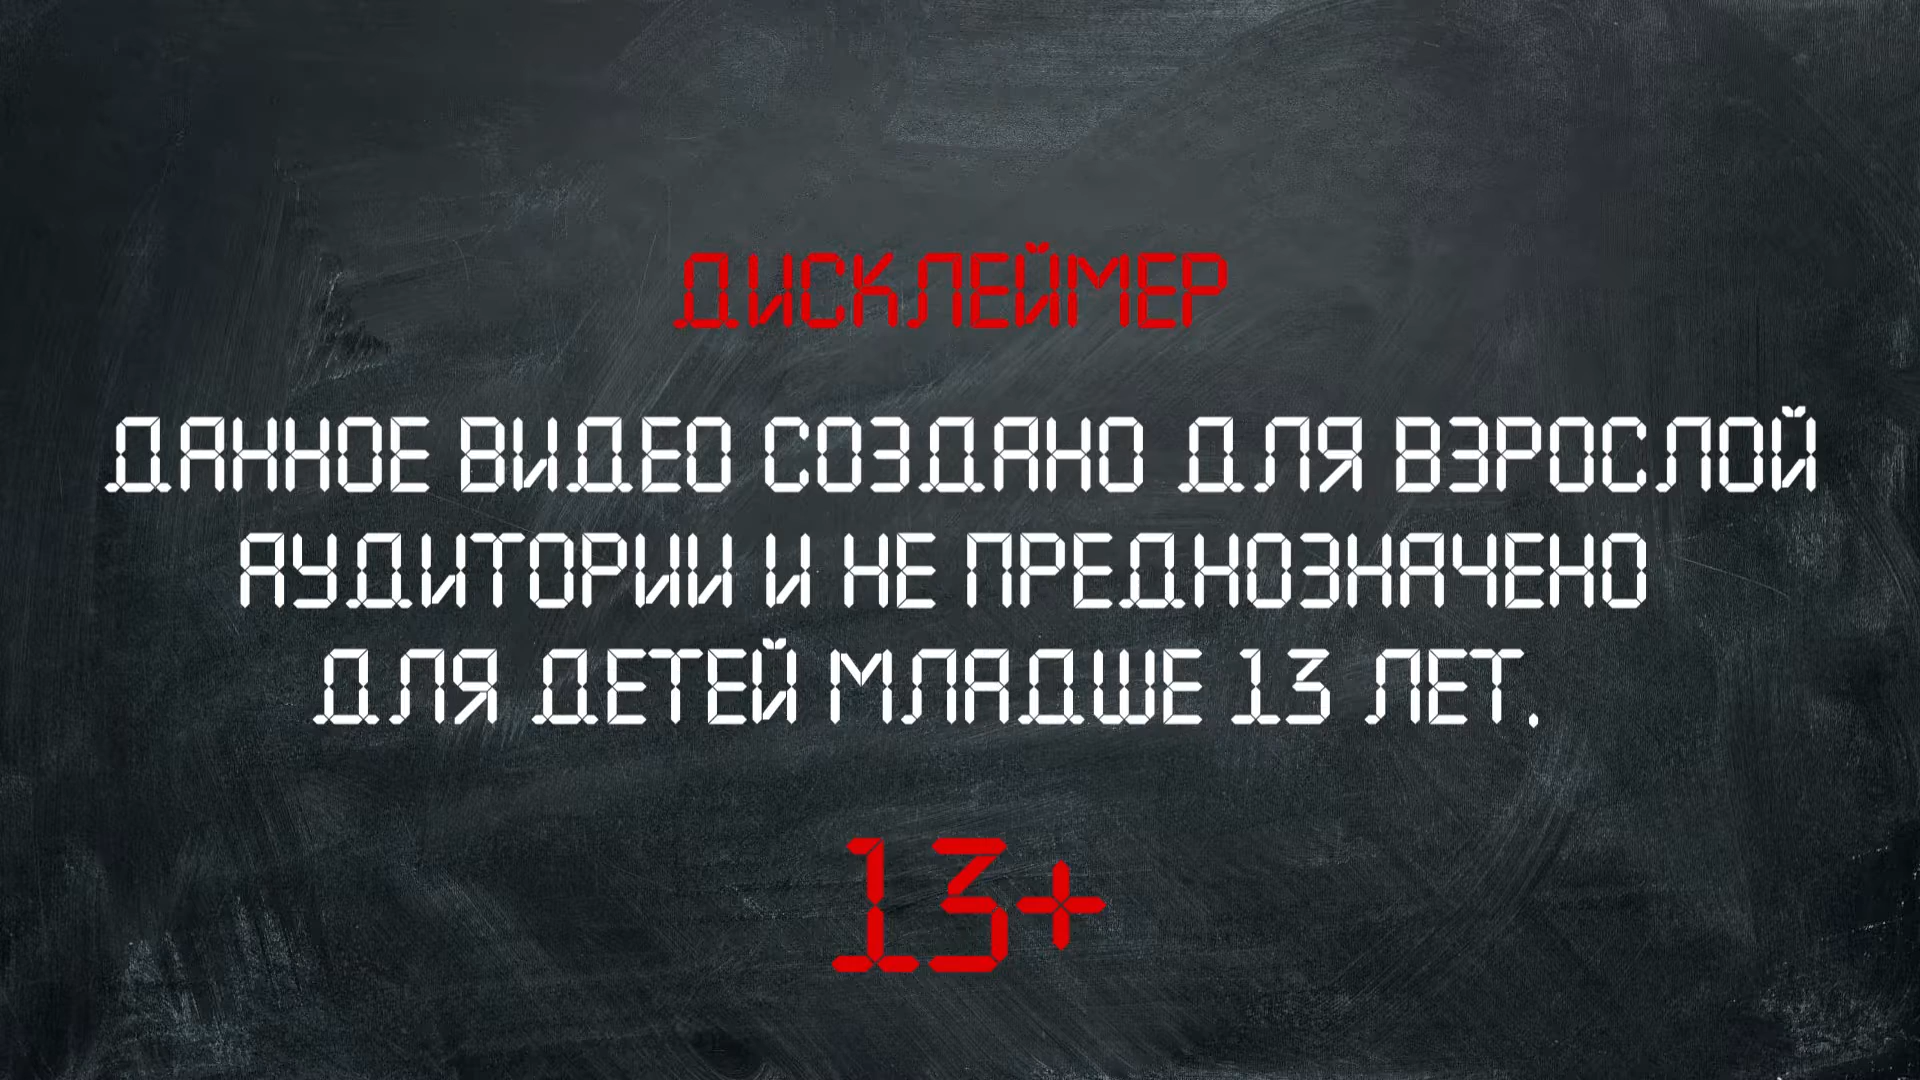 ДИСКЛЕЙМЕР
ДАННОЕ ВИДЕО СОЗДАНО ДЛЯ ВЗРОСЛОЙ
АУДИТОРИИ И НЕ ПРЕДНОЗНАЧЕНО
ДЛЯ ДЕТЕЙ МЛАДШЕ 13 ЛЕТ.
13+